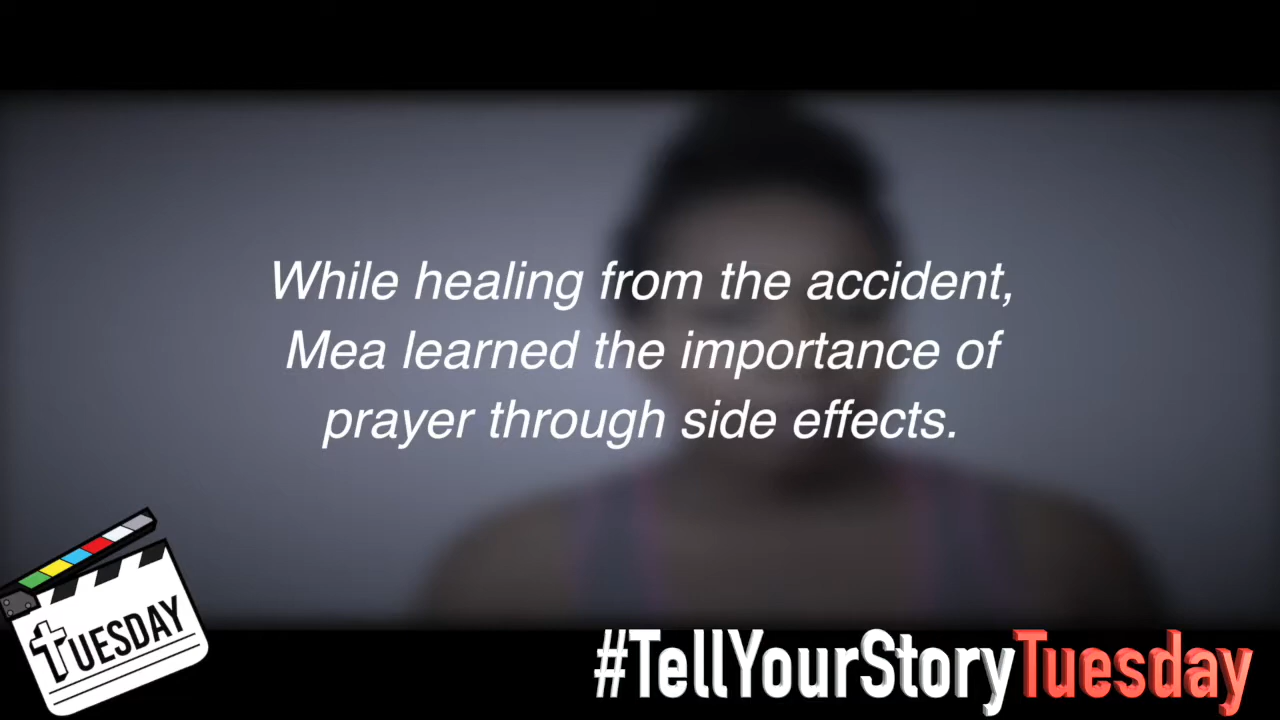 While healing from the accident,
Mea learned the importance of
prayer through side effects.
TUESDAY
#TellYourStoryTuesday